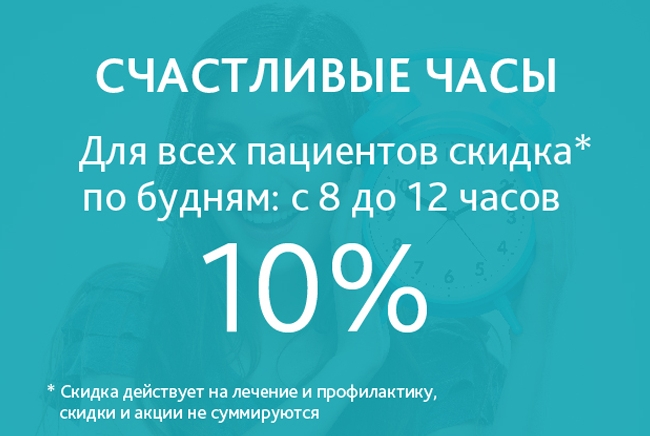 СЧАСТЛИВЫЕ ЧАСЫ
Для всех пациентов скидка*
по будням: с 8 до 12 часов
10%
* Скидка действует на лечение и профилактику,
скидки и акции не суммируются